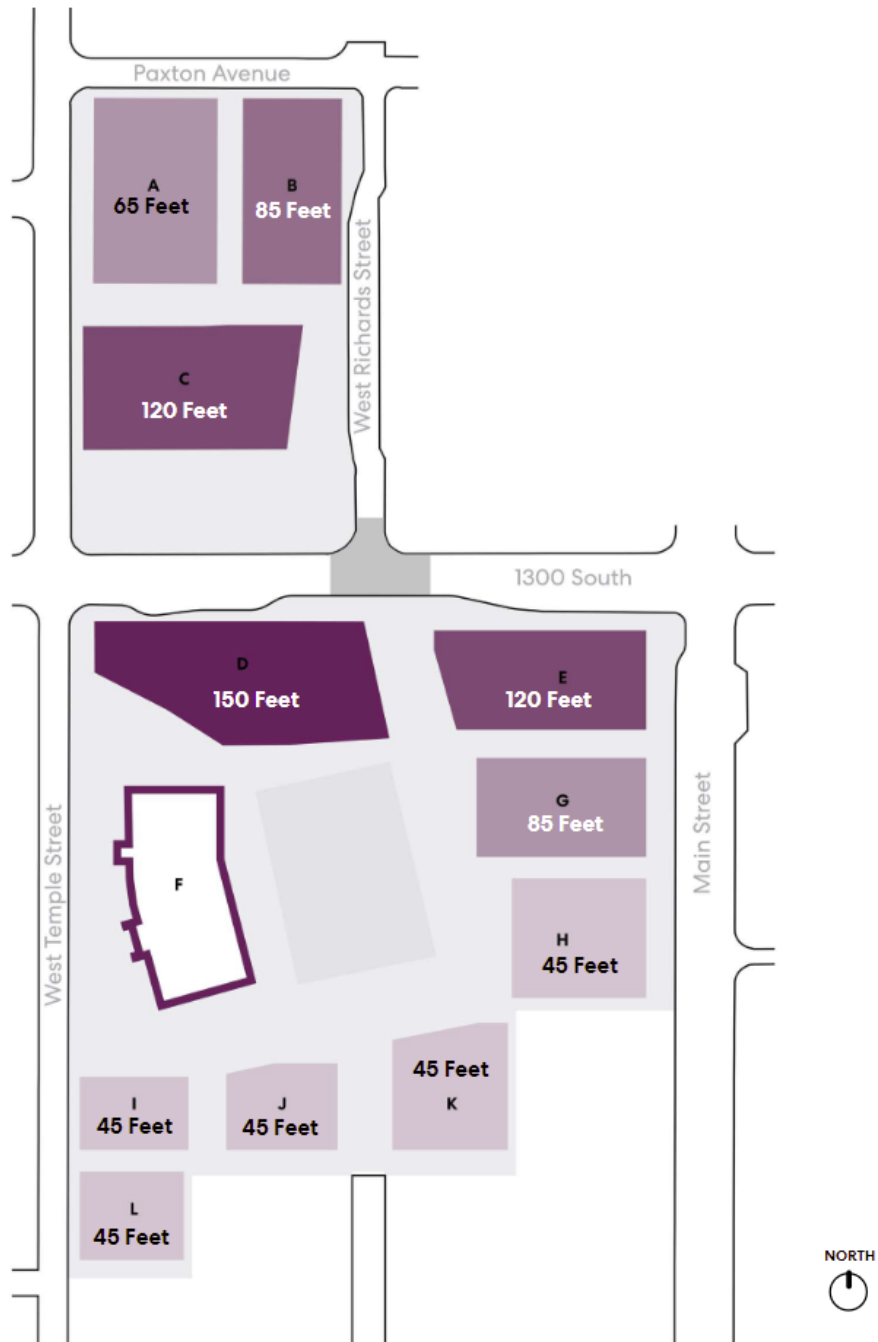 Paxton Avenue
A
65 Feet
B
85 Feet
West Richards Street
C
120 Feet
1300 South
D
150 Feet
E
120 Feet
G
85 Feet
Main Street
West Temple Street
F
H
45 Feet
45 Feet
K
I
45 Feet
J
45 Feet
L
45 Feet
NORTH